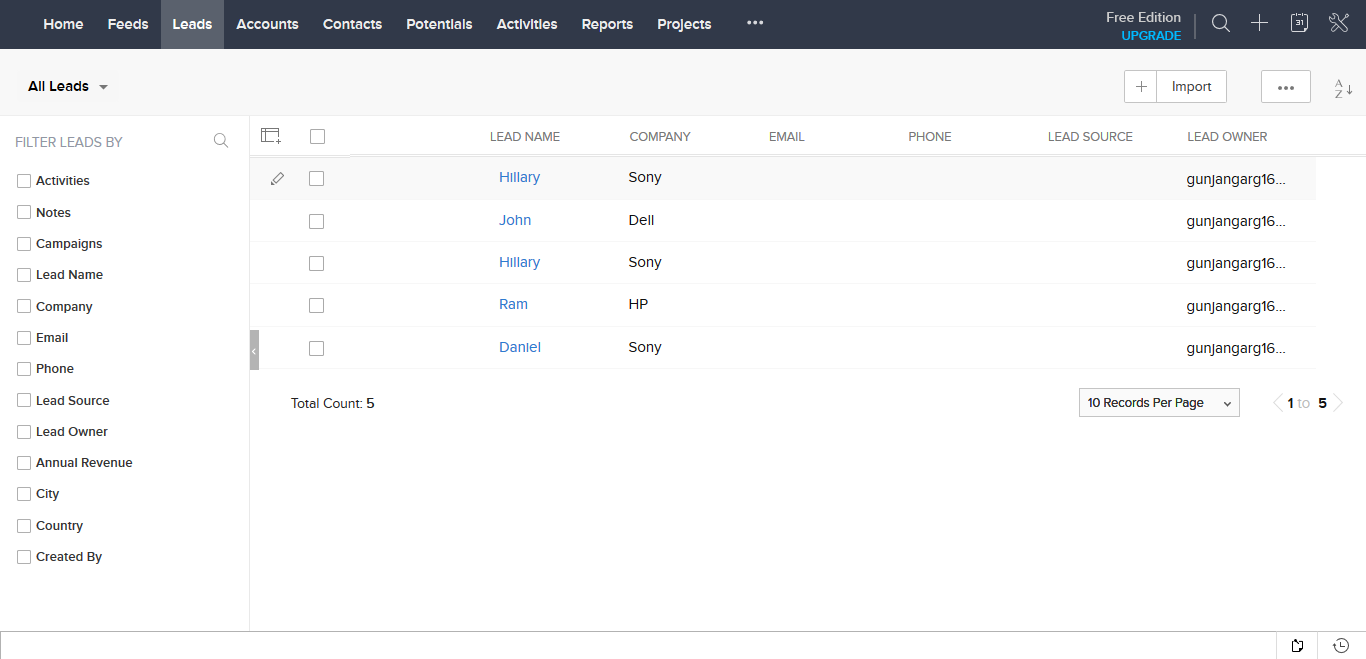 Home Feeds Leads Accounts Contacts Potentials Activities Reports Projects ••• Free Edition
UPGRADE
31
All Leads
Import
•••
A
Z
FILTER LEADS BY
LEAD NAME COMPANY EMAIL PHONE LEAD SOURCE LEAD OWNER
Activities
Notes
Campaigns
Lead Name
Company
Email
Phone
Lead Source
Lead Owner
Annual Revenue
City
Country
Created By
Hillary Sony gunjangarg16...
John Dell gunjangarg16...
Hillary Sony gunjangarg16...
Ram HP gunjangarg16...
Daniel Sony gunjangarg16...
Total Count: 5
10 Records Per Page
1 to 5